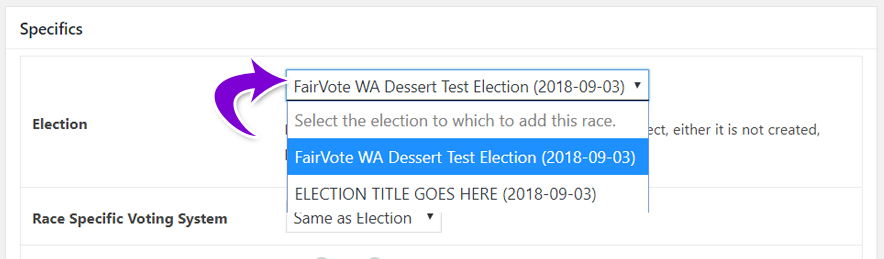 Specifics
FairVote WA Dessert Test Election (2018-09-03)
Select the election to which to add this race.
Election
ect, either it is not created,
FairVote WA Dessert Test Election (2018-09-03)
ELECTION TITLE GOES HERE (2018-09-03)
Race Specific Voting System
Same as Election